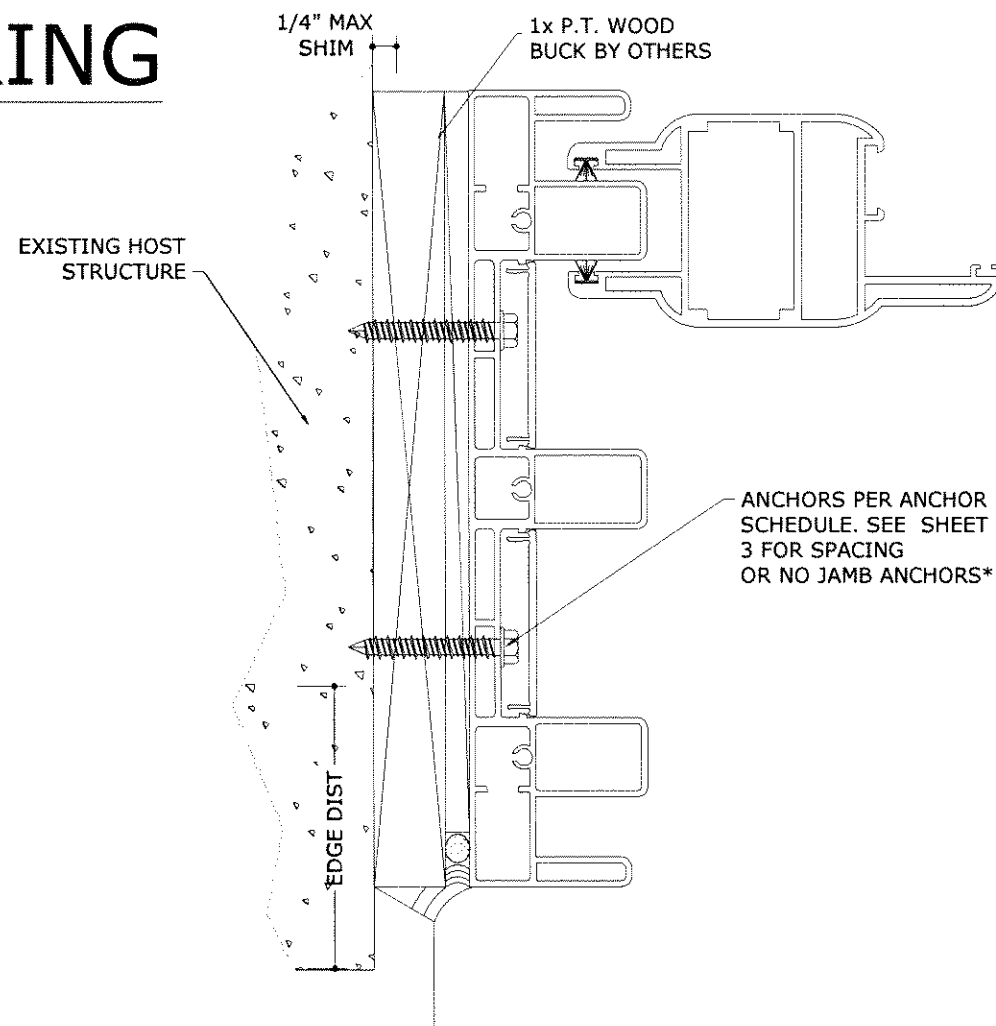 1/4" MAX
SHIM
1x P.T. WOOD
BUCK BY OTHERS
EXISTING HOST
STRUCTURE
ANCHORS PER ANCHOR
SCHEDULE. SEE SHEET
3 FOR SPACING
OR NO JAMB ANCHORS*
EDGE DIST